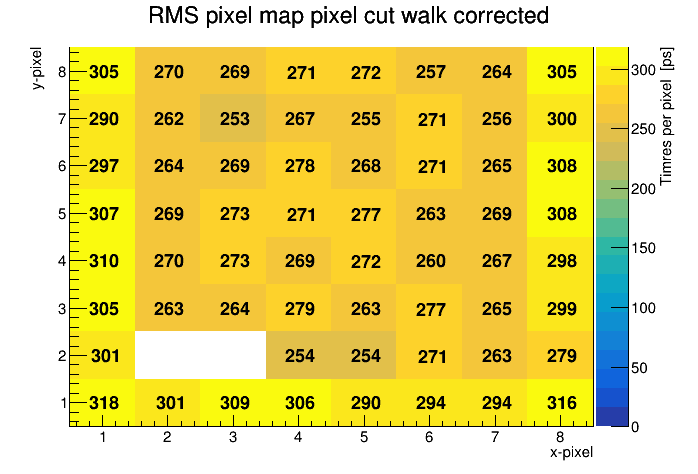 RMS pixel map pixel cut walk corrected
y-pixel
8 305 270 269 271 272 257 264 305
7 290 262 253 267 255 271 256 300
6 297 264 269 278 268 271 265 308
5 307 269 273 271 277 263 269 308
4 310 270 273 269 272 260 267 298
3 305 263 264 279 263 277 265 299
2 301 254 254 271 263 279
1 318 301 309 306 290 294 294 316
1 2 3 4 5 6 7 8
x-pixel
300
250
200
150
100
50
0
Timres per pixel [ps]